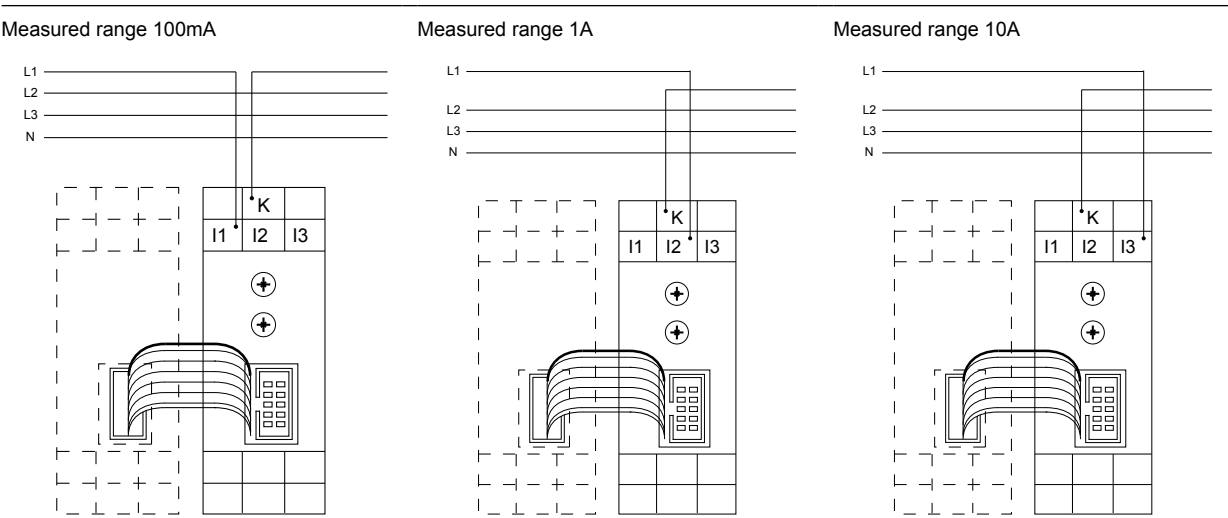 Measured range 100mA
L1
L2
L3
N
K
I1 I2 I3
Measured range 1A
L1
L2
L3
N
K
I1 I2 I3
Measured range 10A
L1
L2
L3
N
K
I1 I2 I3